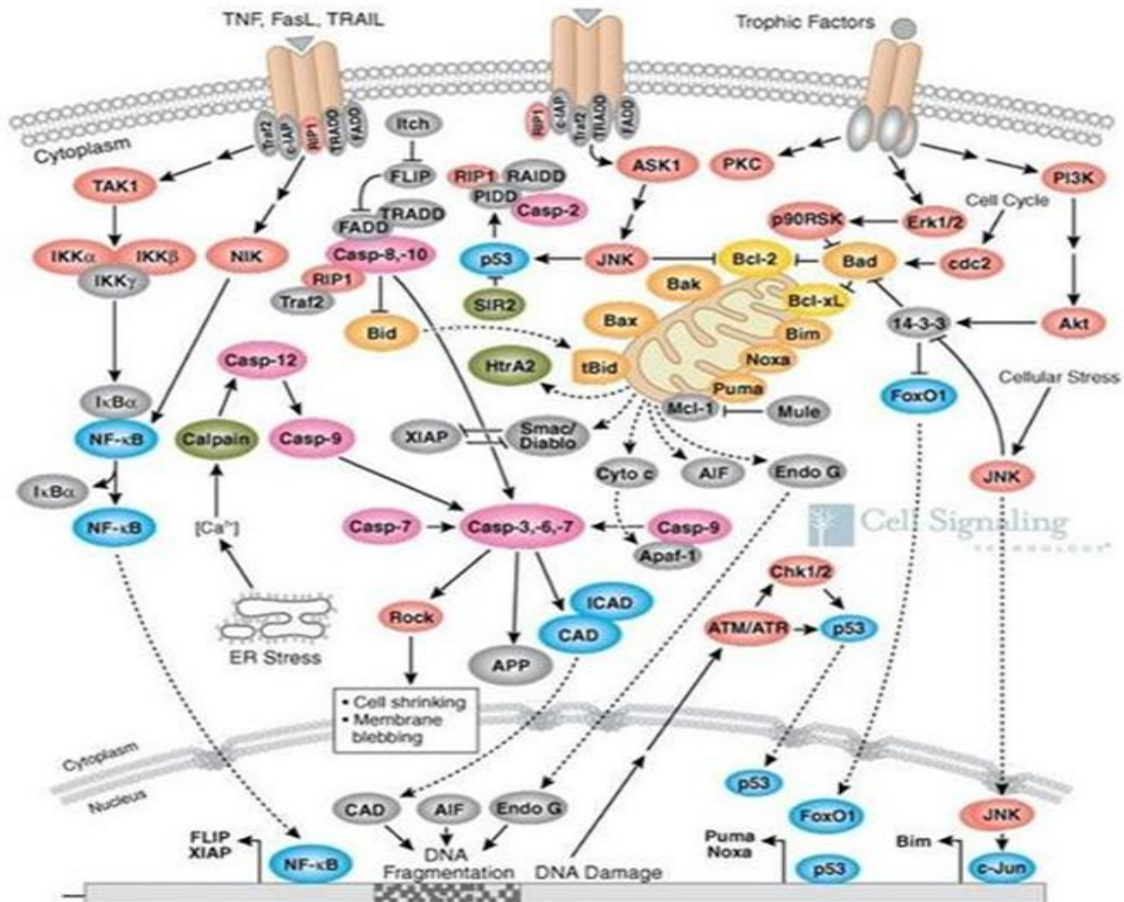 TNF, FasL, TRAIL
Trophic Factors
Traf2
c-IAP
RIP1
TRADD
FADD
RIP1
c-IAP
Traf2
TRADD
FADD
Cytoplasm
Itch
TAK1
FLIP
RIP1
RAIDD
PIDD
Casp-2
ASK1
PKC
PI3K
Cell Cycle
TRADD
FADD
p90RSK
Erk1/2
IKKα
IKKβ
IKKγ
NIK
Casp-8,-10
RIP1
Traf2
p53
JNK
Bcl-2
Bad
cdc2
SIR2
Bak
Bcl-xL
Bid
Bax
Bim
14-3-3
Akt
Casp-12
HtrA2
tBid
Noxa
Puma
Cellular Stress
IκBα
Mcl-1
Mule
FoxO1
NF-κB
Calpain
Casp-9
XIAP
Smac/
Diablo
IκBα
Cyto c
AIF
Endo G
JNK
NF-κB
[Ca²⁺]
Casp-7
Casp-3,-6,-7
Casp-9
Apaf-1
Cell Signaling
TECHNOLOGY®
Chk1/2
Rock
ICAD
CAD
ATM/ATR
p53
ER Stress
APP
• Cell shrinking
• Membrane
blebbing
Cytoplasm
Nucleus
p53
CAD
AIF
Endo G
FoxO1
JNK
FLIP
XIAP
NF-κB
DNA
Fragmentation
DNA Damage
Puma
Noxa
p53
Bim
c-Jun